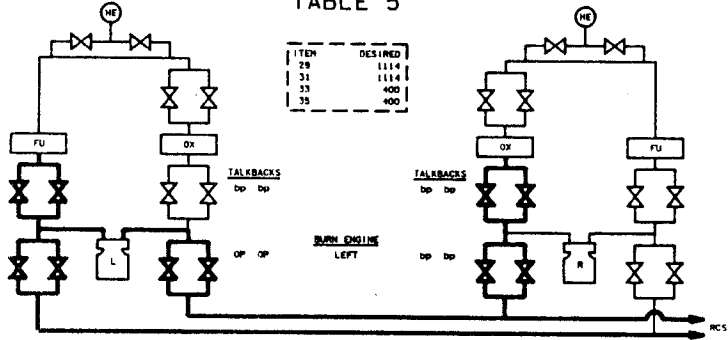 TABLE 5
HE
HE
ITEM DESIRED
29 1114
31 1114
33 400
35 400
FU
OX
OX
FU
TALKBACKS
bp bp
TALKBACKS
bp bp
L
OP OP
BURN ENGINE
LEFT
bp bp
R
RCS